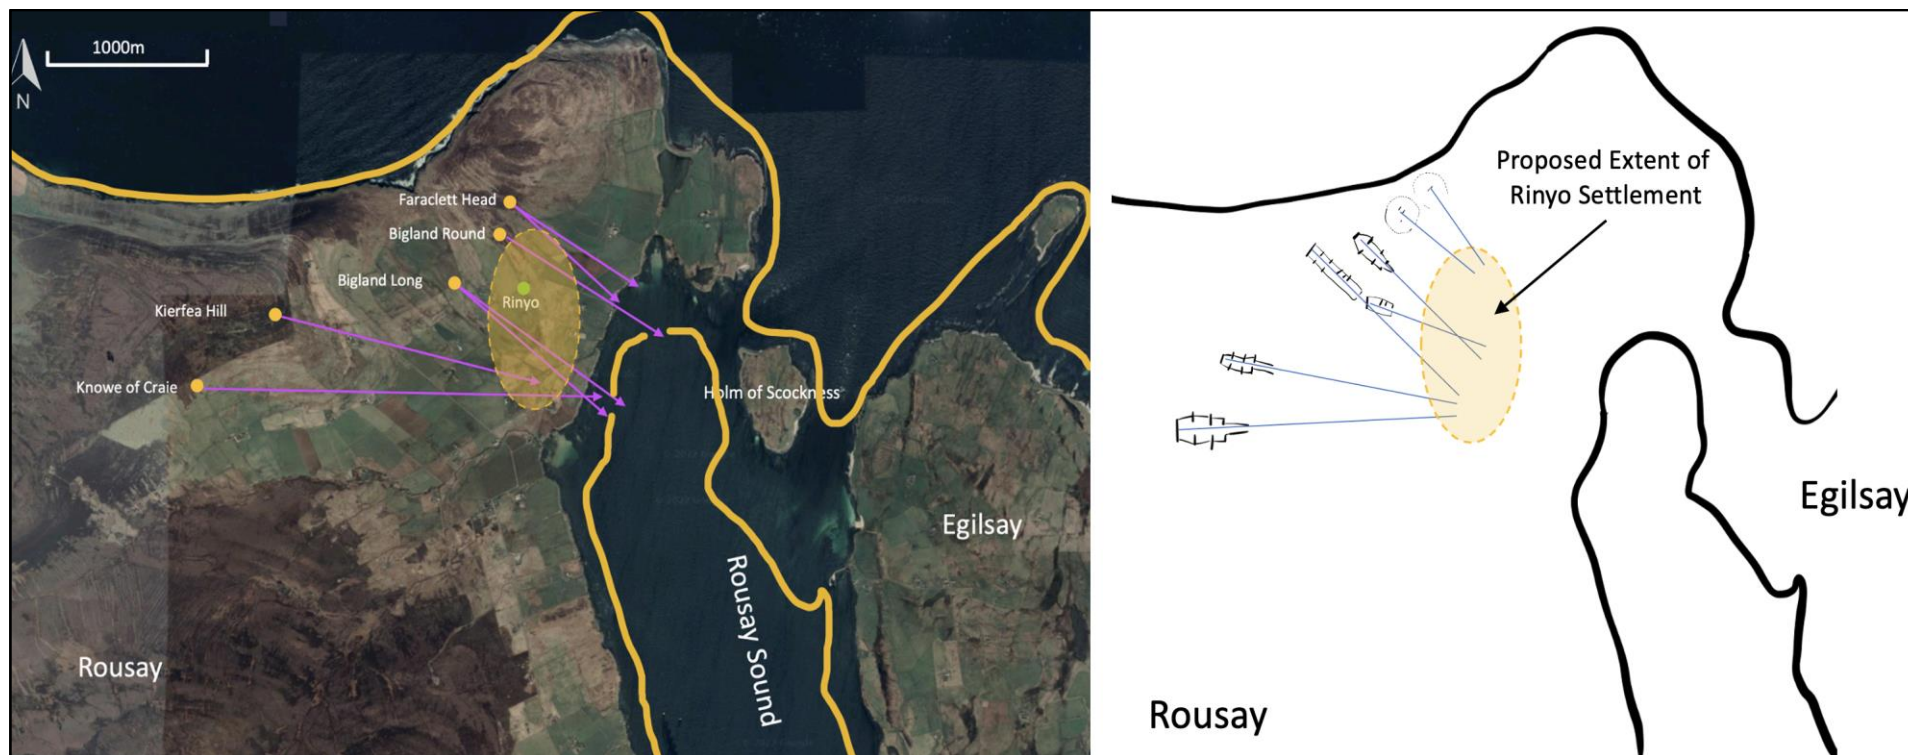 1000m
N
Faraclett Head
Bigland Round
Bigland Long
Rinyo
Kierfea Hill
Knowe of Craie
Holm of Scockness
Egilsay
Rousay Sound
Rousay
Proposed Extent of
Rinyo Settlement
Egilsay
Rousay